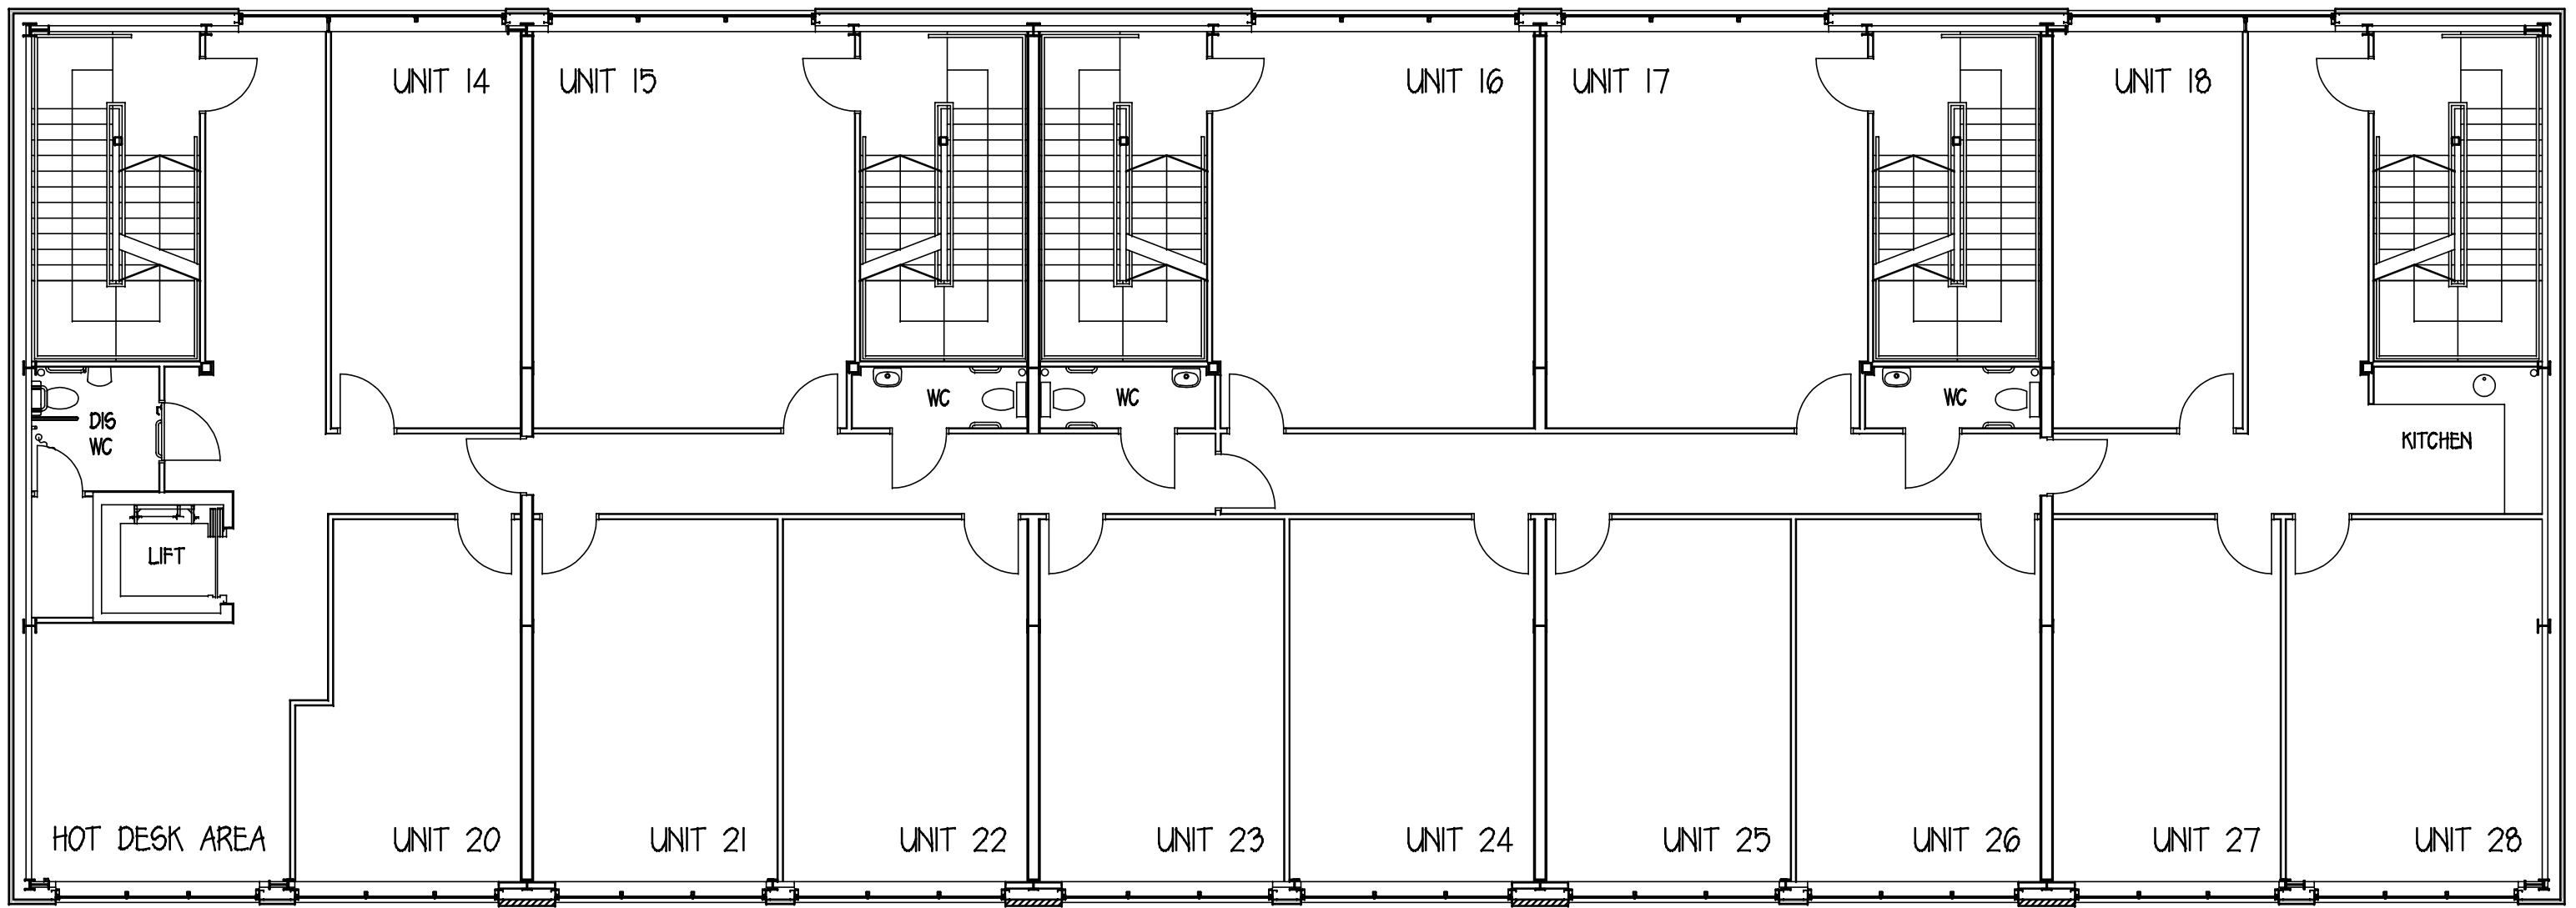 UNIT 14
UNIT 15
UNIT 16
UNIT 17
UNIT 18
DIS
WC
WC
WC
WC
KITCHEN
LIFT
HOT DESK AREA
UNIT 20
UNIT 21
UNIT 22
UNIT 23
UNIT 24
UNIT 25
UNIT 26
UNIT 27
UNIT 28